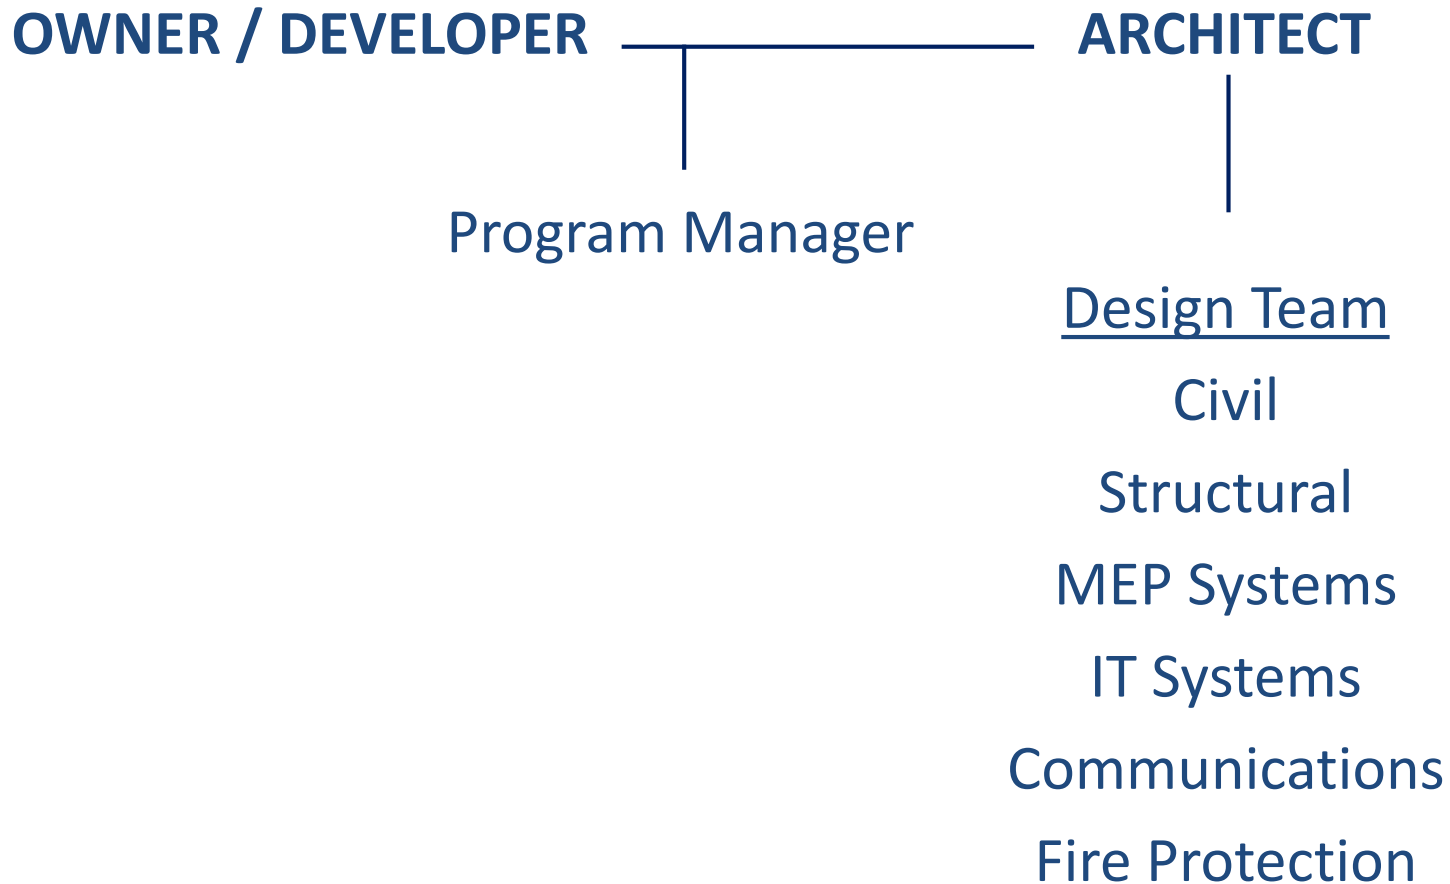 OWNER / DEVELOPER
ARCHITECT
Program Manager
Design Team
Civil
Structural
MEP Systems
IT Systems
Communications
Fire Protection